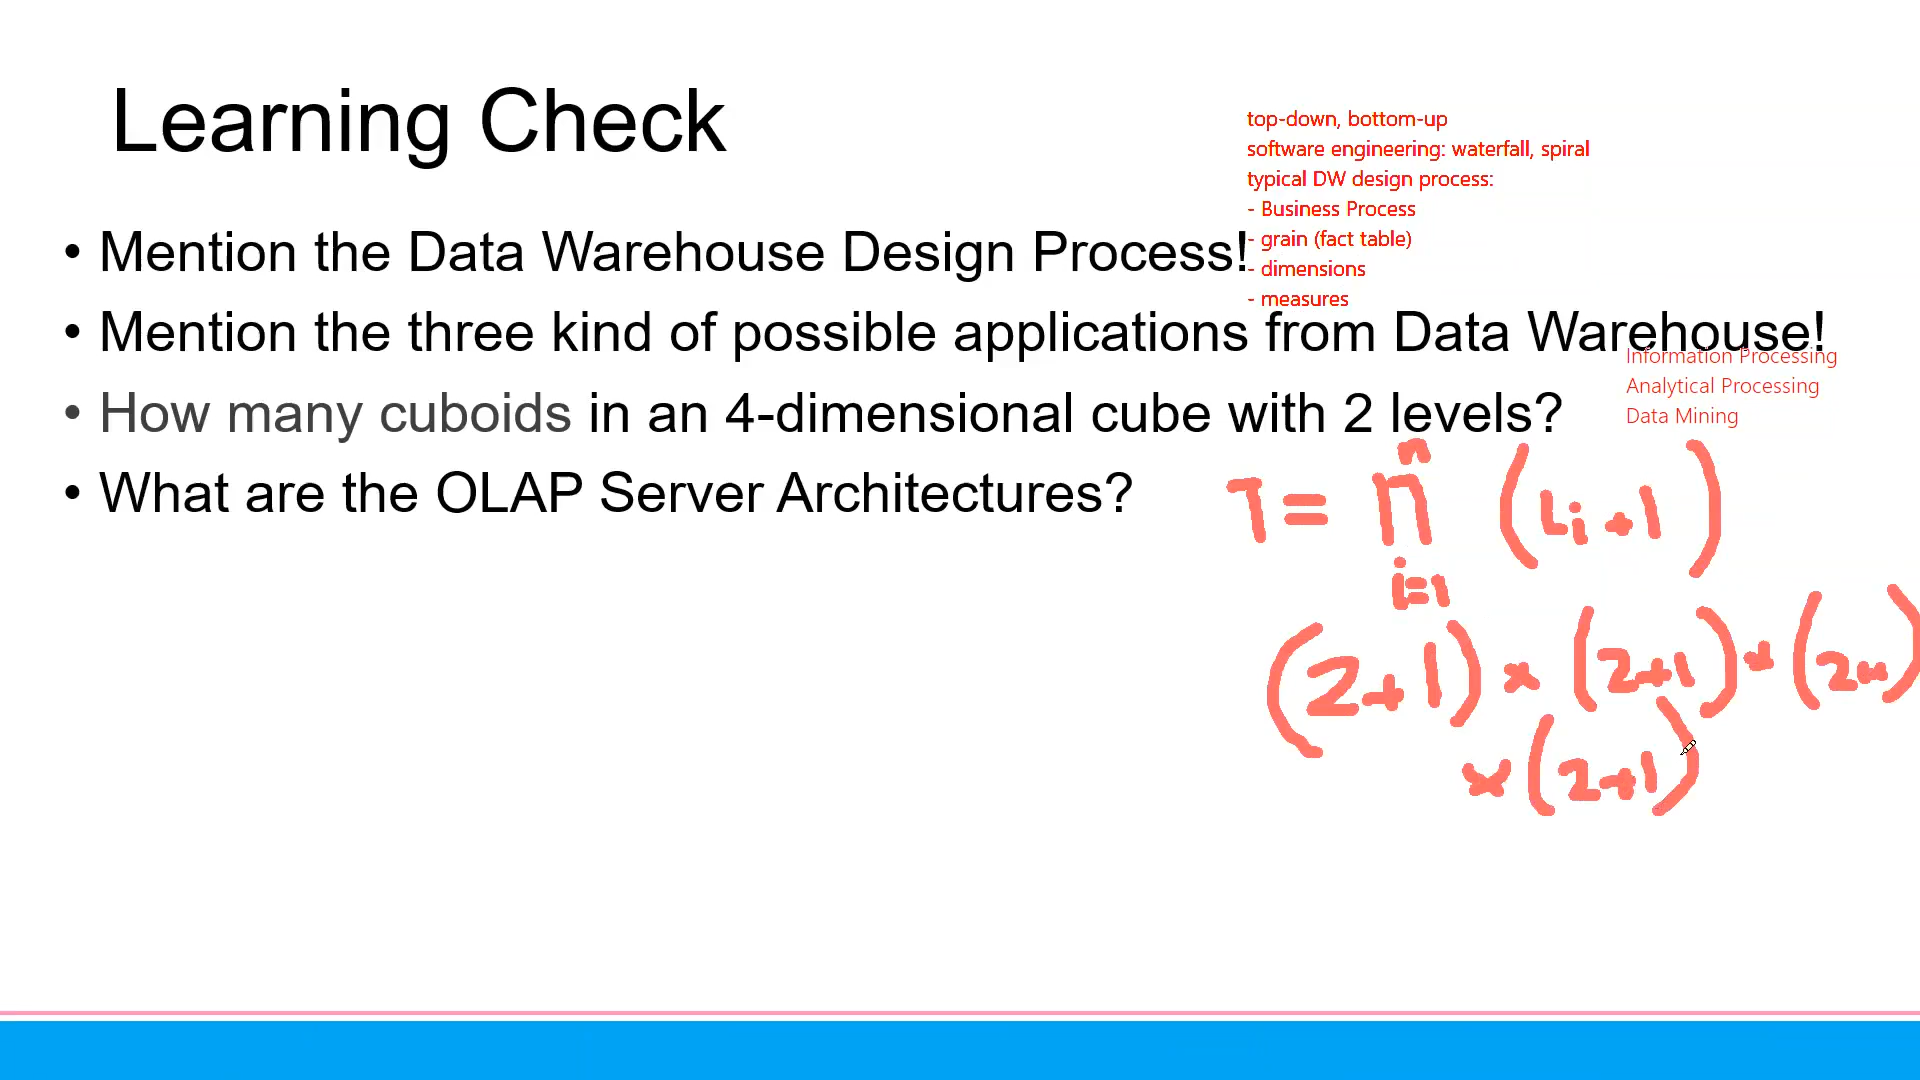 Learning Check
top-down, bottom-up
software engineering: waterfall, spiral
typical DW design process:
- Business Process
- grain (fact table)
- dimensions
- measures
• Mention the Data Warehouse Design Process!
• Mention the three kind of possible applications from Data Warehouse!
Information Processing
Analytical Processing
Data Mining
• How many cuboids in an 4-dimensional cube with 2 levels?
• What are the OLAP Server Architectures?
n
T = Π (Li+1)
i=1
(2+1) x (2+1) x (2+1)
x (2+1)